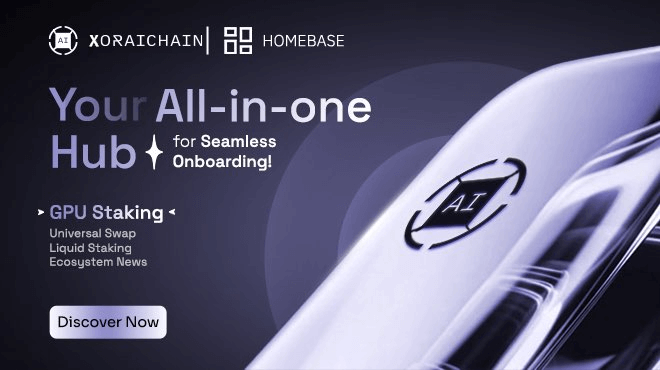 AI XORAICHAIN HOMEBASE
Your All-in-one
Hub for Seamless
Onboarding!
GPU Staking
Universal Swap
Liquid Staking
Ecosystem News
Discover Now
AI